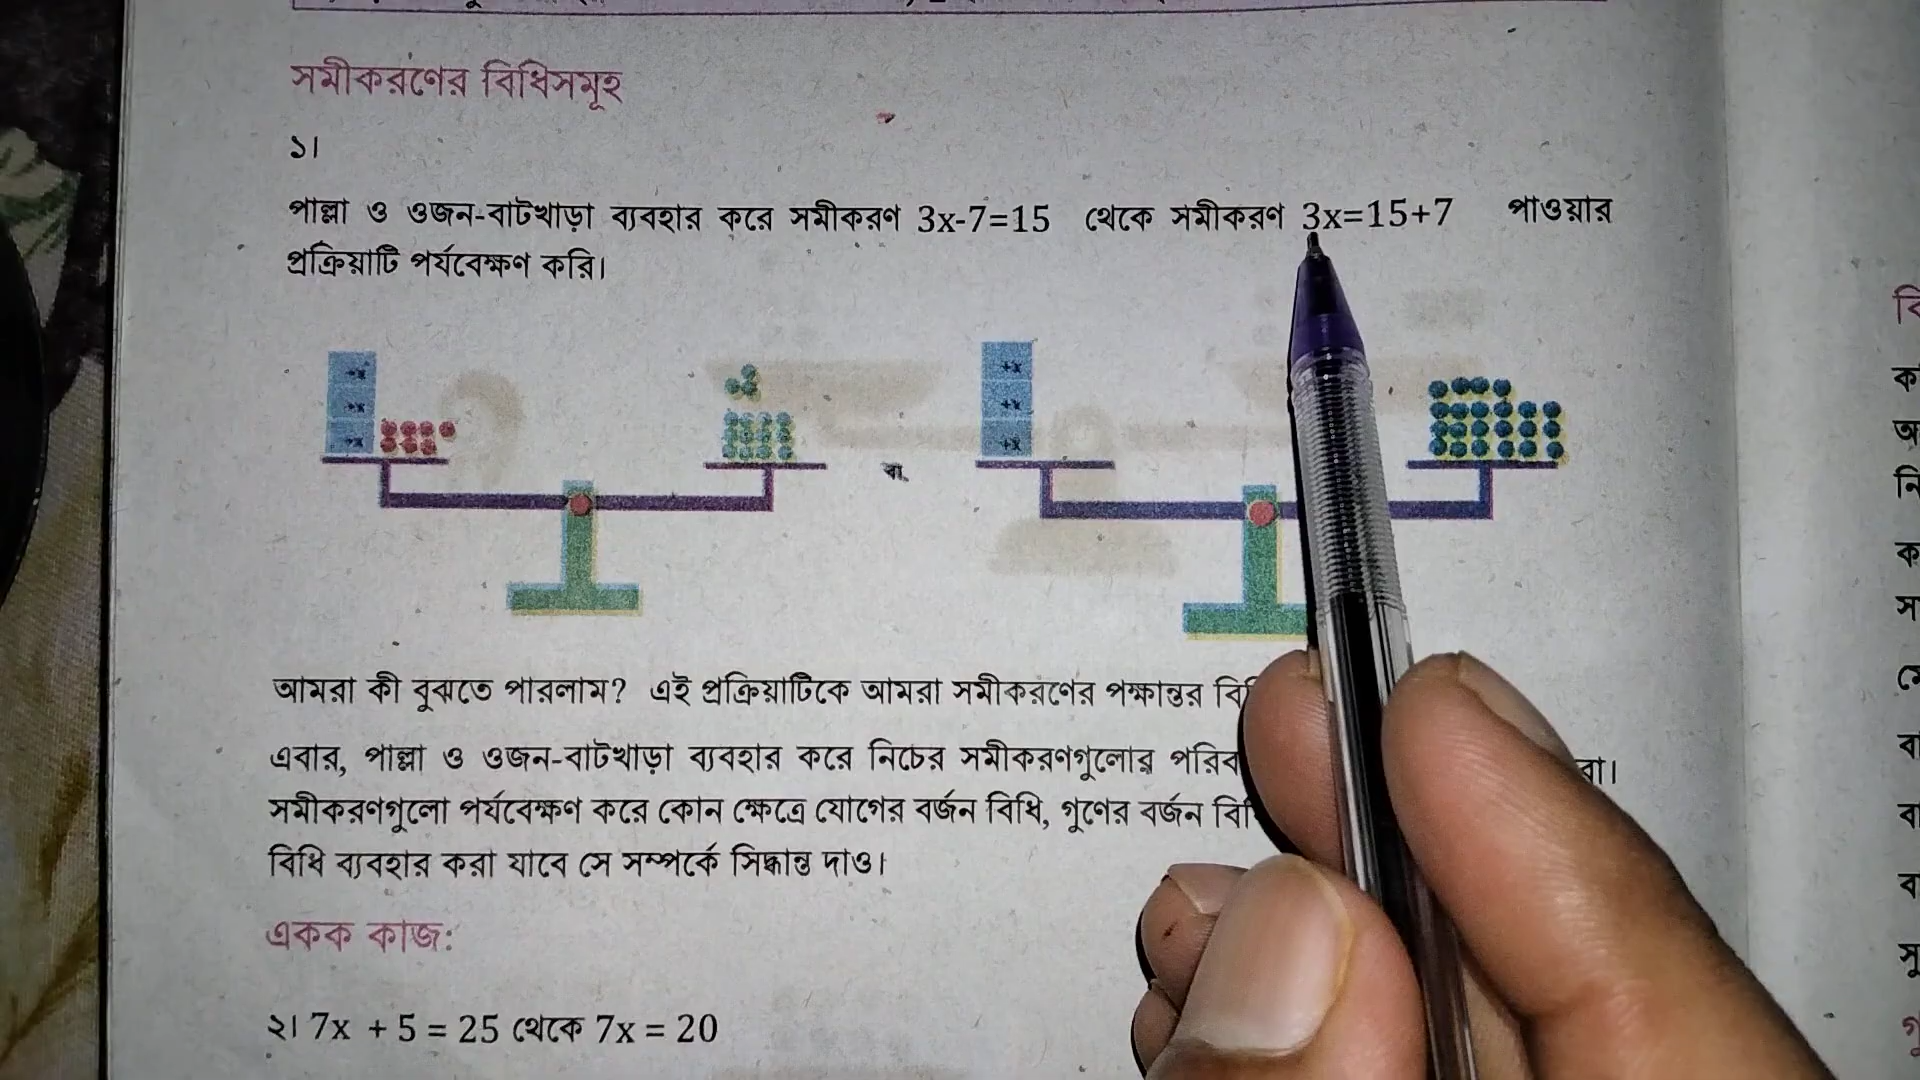 সমীকরণের বিধিসমূহ
১।
পাল্লা ও ওজন-বাটখাড়া ব্যবহার করে সমীকরণ 3x-7=15 থেকে সমীকরণ 3x=15+7 পাওয়ার
প্রক্রিয়াটি পর্যবেক্ষণ করি।
+x +x
+x +x
+x +x
বা,
আমরা কী বুঝতে পারলাম? এই প্রক্রিয়াটিকে আমরা সমীকরণের পক্ষান্তর
এবার, পাল্লা ও ওজন-বাটখাড়া ব্যবহার করে নিচের সমীকরণগুলোর
সমীকরণগুলো পর্যবেক্ষণ করে কোন ক্ষেত্রে যোগের বর্জন বিধি, গুণের বর্জন
বিধি ব্যবহার করা যাবে সে সম্পর্কে সিদ্ধান্ত দাও।
একক কাজ:
২। 7x + 5 = 25 থেকে 7x = 20